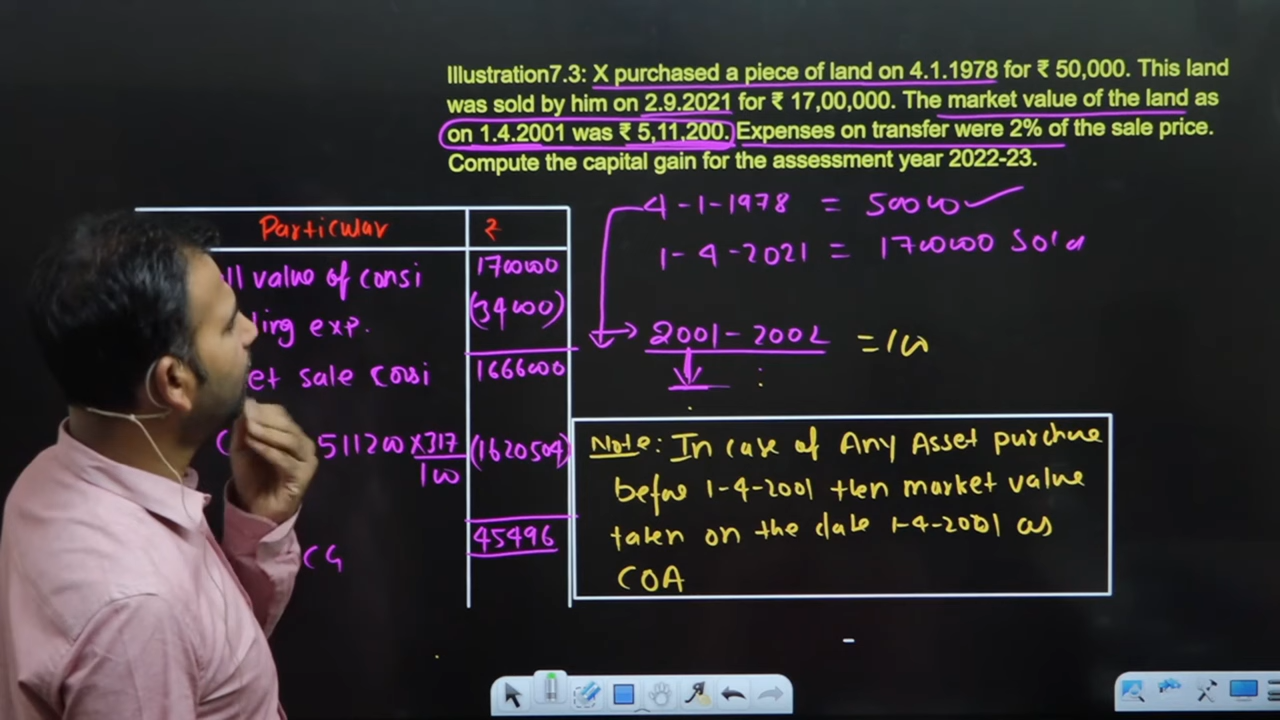 Illustration7.3: X purchased a piece of land on 4.1.1978 for ₹ 50,000. This land
was sold by him on 2.9.2021 for ₹ 17,00,000. The market value of the land as
on 1.4.2001 was ₹ 5,11,200. Expenses on transfer were 2% of the sale price.
Compute the capital gain for the assessment year 2022-23.
4-1-1978 = 50000
1-4-2021 = 1700000 Sold
Particular ₹
value of consi 1700000
exp. (34000)
sale consi 1666000
2001-2002 = 100
511200 × 317 / 100 (1620504)
45496
CG
Note: In case of Any Asset purchase
before 1-4-2001 then market value
taken on the date 1-4-2001 as
COA